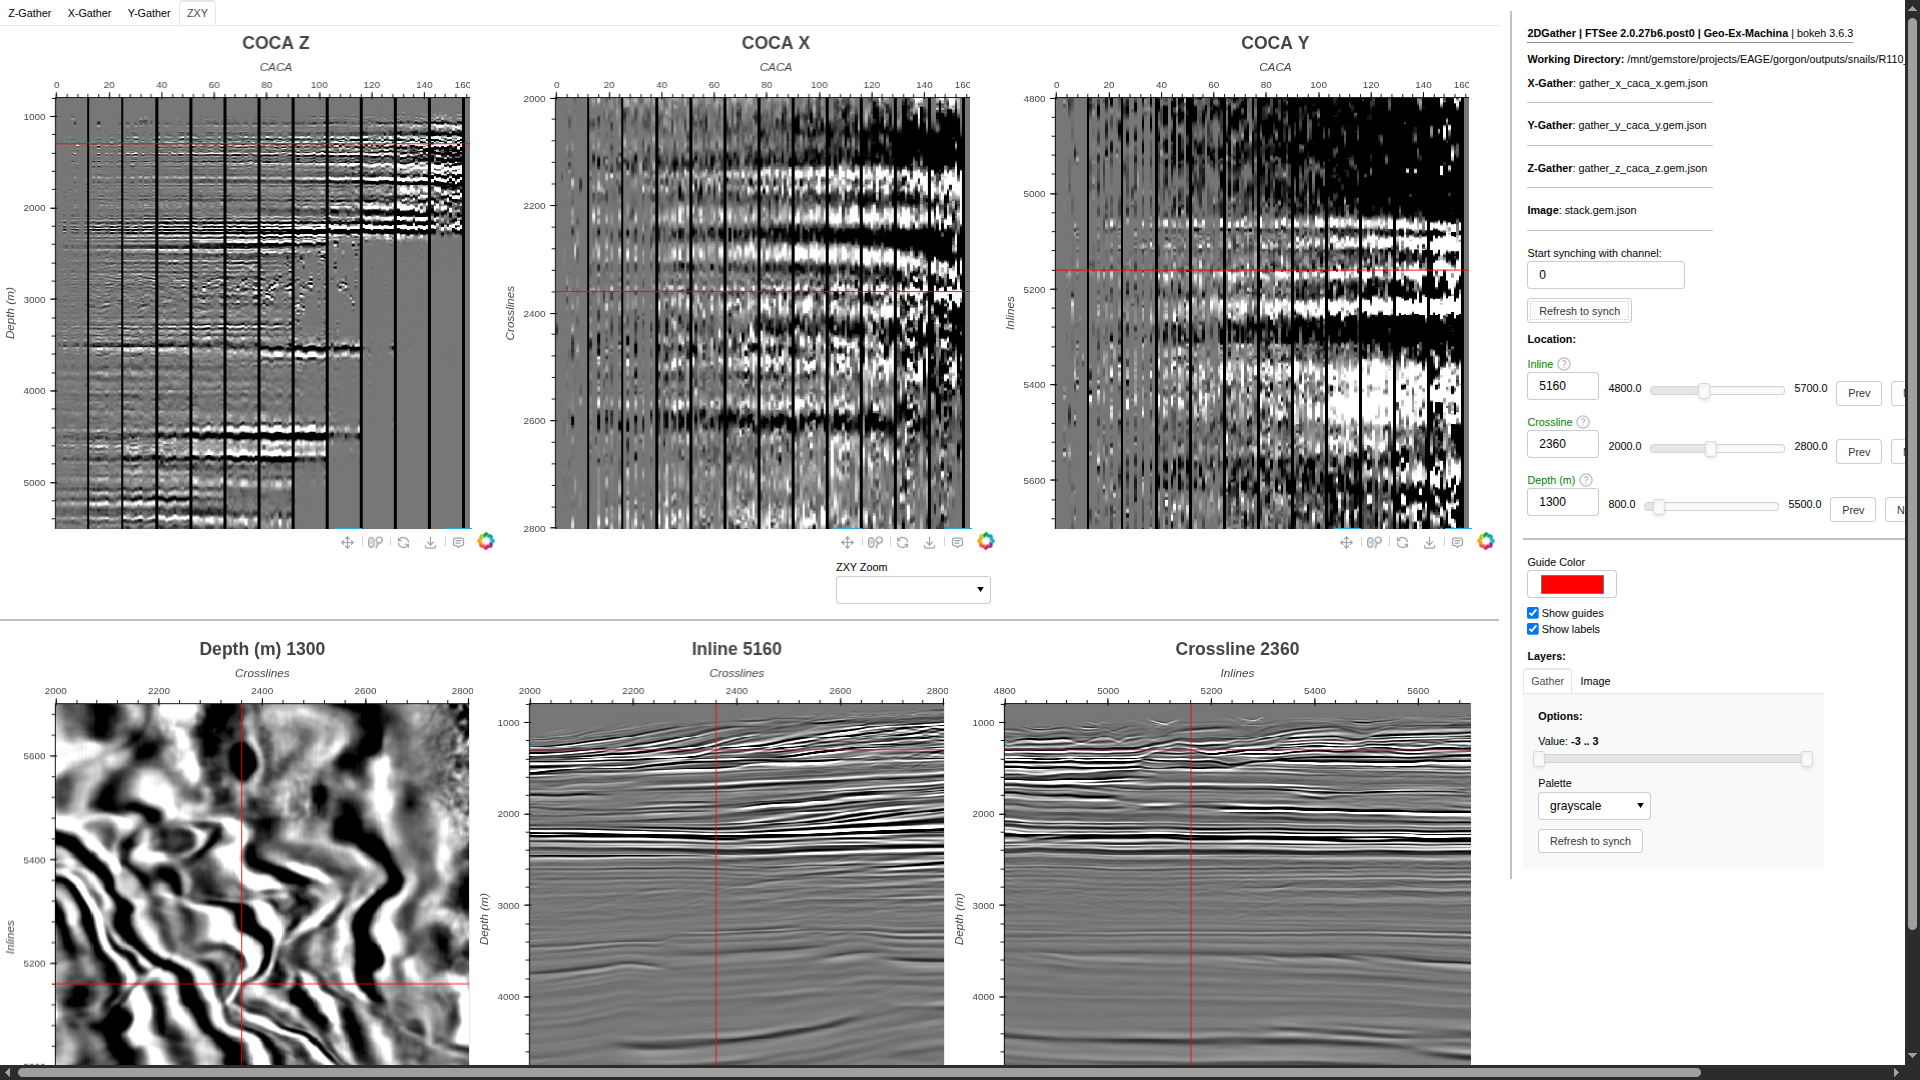 Z-Gather X-Gather Y-Gather ZXY
COCA Z
CACA
0 20 40 60 80 100 120 140 160
1000
2000
3000
4000
5000
Depth (m)
COCA X
CACA
0 20 40 60 80 100 120 140 160
2000
2200
2400
2600
2800
Crosslines
COCA Y
CACA
0 20 40 60 80 100 120 140 160
4800
5000
5200
5400
5600
Inlines
ZXY Zoom
Depth (m) 1300
Crosslines
2000 2200 2400 2600 2800
5600
5400
5200
Inlines
Inline 5160
Crosslines
2000 2200 2400 2600 2800
1000
2000
3000
4000
Depth (m)
Crossline 2360
Inlines
4800 5000 5200 5400 5600
1000
2000
3000
4000
Depth (m)
2DGather | FTSee 2.0.27b6.post0 | Geo-Ex-Machina | bokeh 3.6.3
Working Directory: /mnt/gemstore/projects/EAGE/gorgon/outputs/snails/R110_
X-Gather: gather_x_caca_x.gem.json
Y-Gather: gather_y_caca_y.gem.json
Z-Gather: gather_z_caca_z.gem.json
Image: stack.gem.json
Start synching with channel:
0
Refresh to synch
Location:
Inline ?
5160 4800.0 5700.0 Prev
Crossline ?
2360 2000.0 2800.0 Prev
Depth (m) ?
1300 800.0 5500.0 Prev N
Guide Color
Show guides
Show labels
Layers:
Gather Image
Options:
Value: -3 .. 3
Palette
grayscale
Refresh to synch